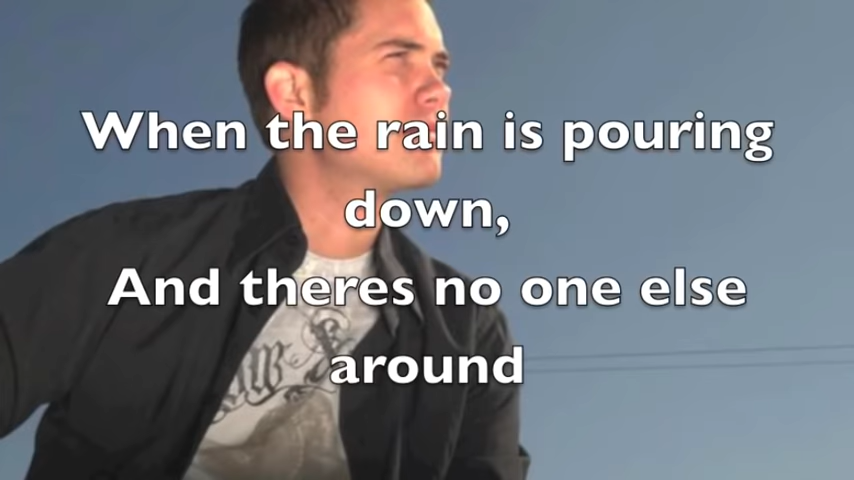 When the rain is pouring
down,
And theres no one else
around